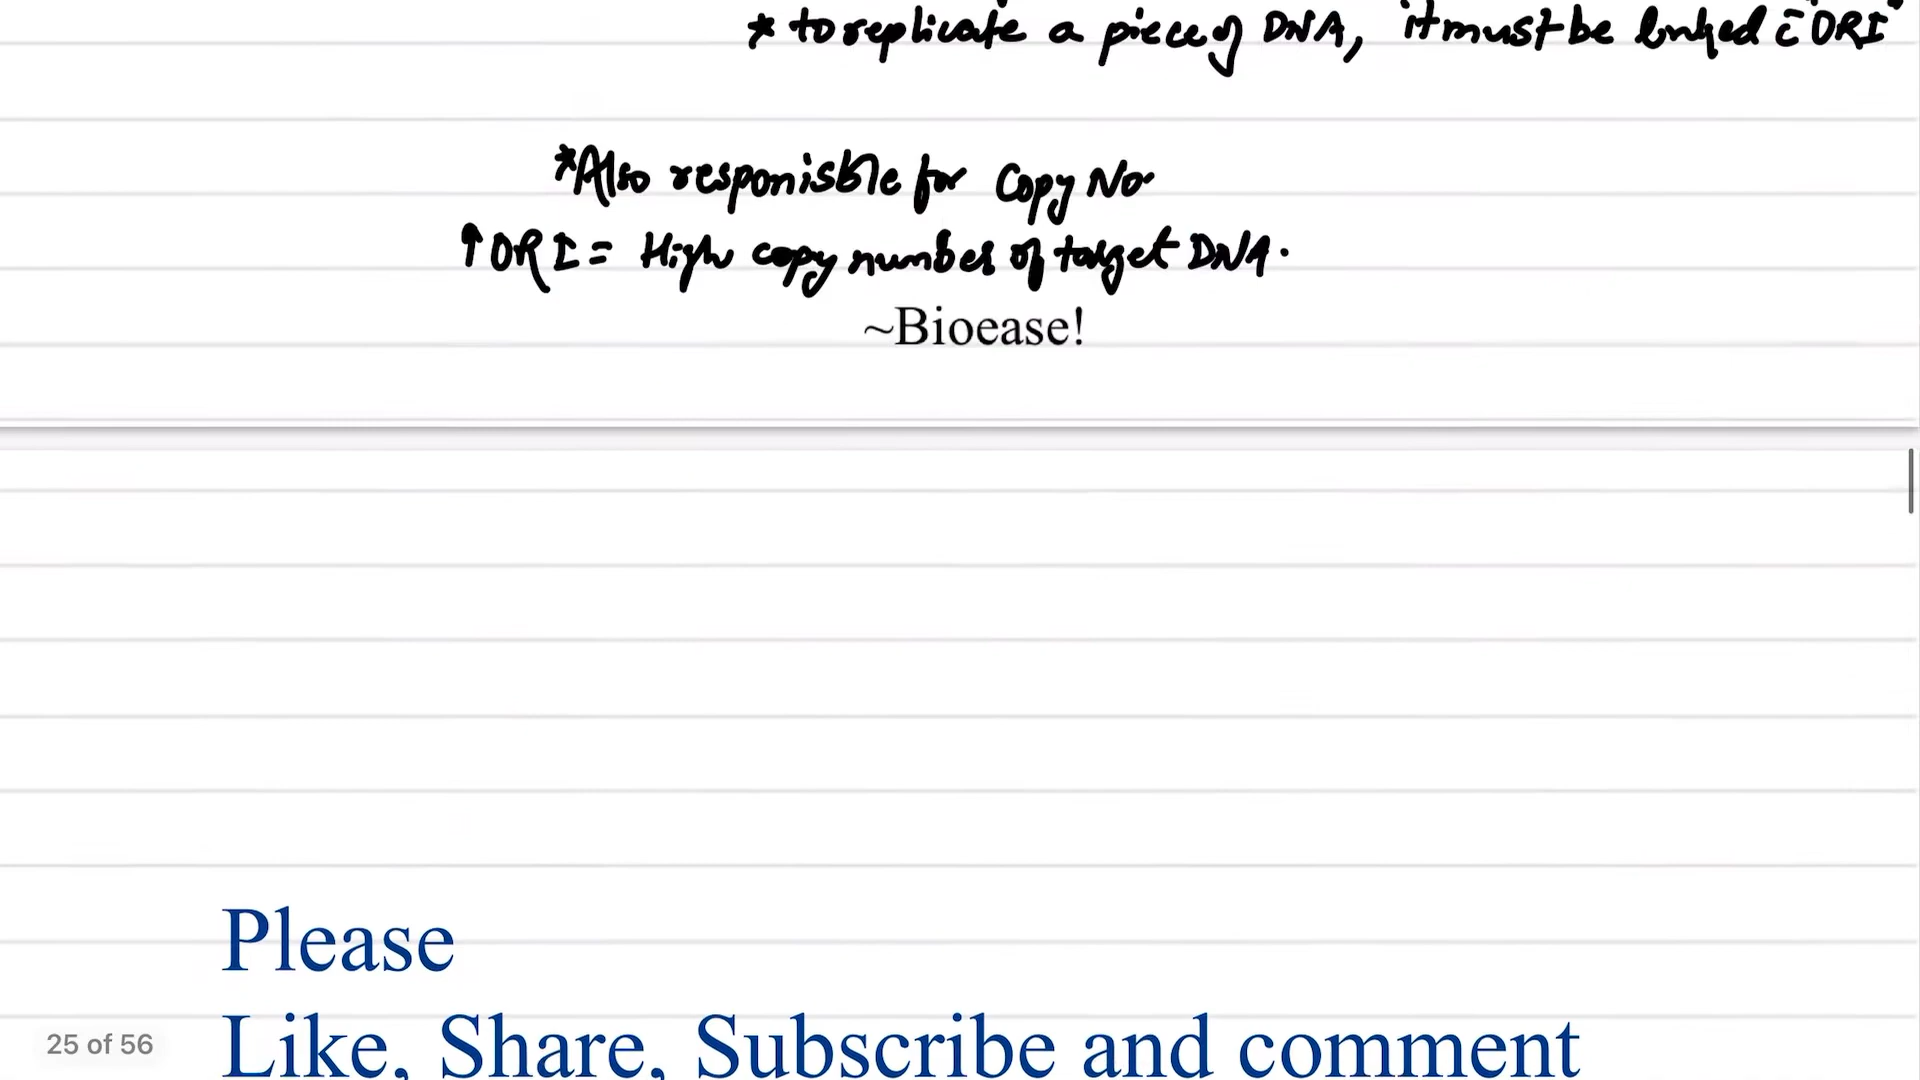 * to replicate a piece of DNA, it must be linked c̄ "ORI"
*Also responisble for Copy No.
↑ORI = High copy number of target DNA.
~Bioease!
Please
Like, Share, Subscribe and comment
25 of 56